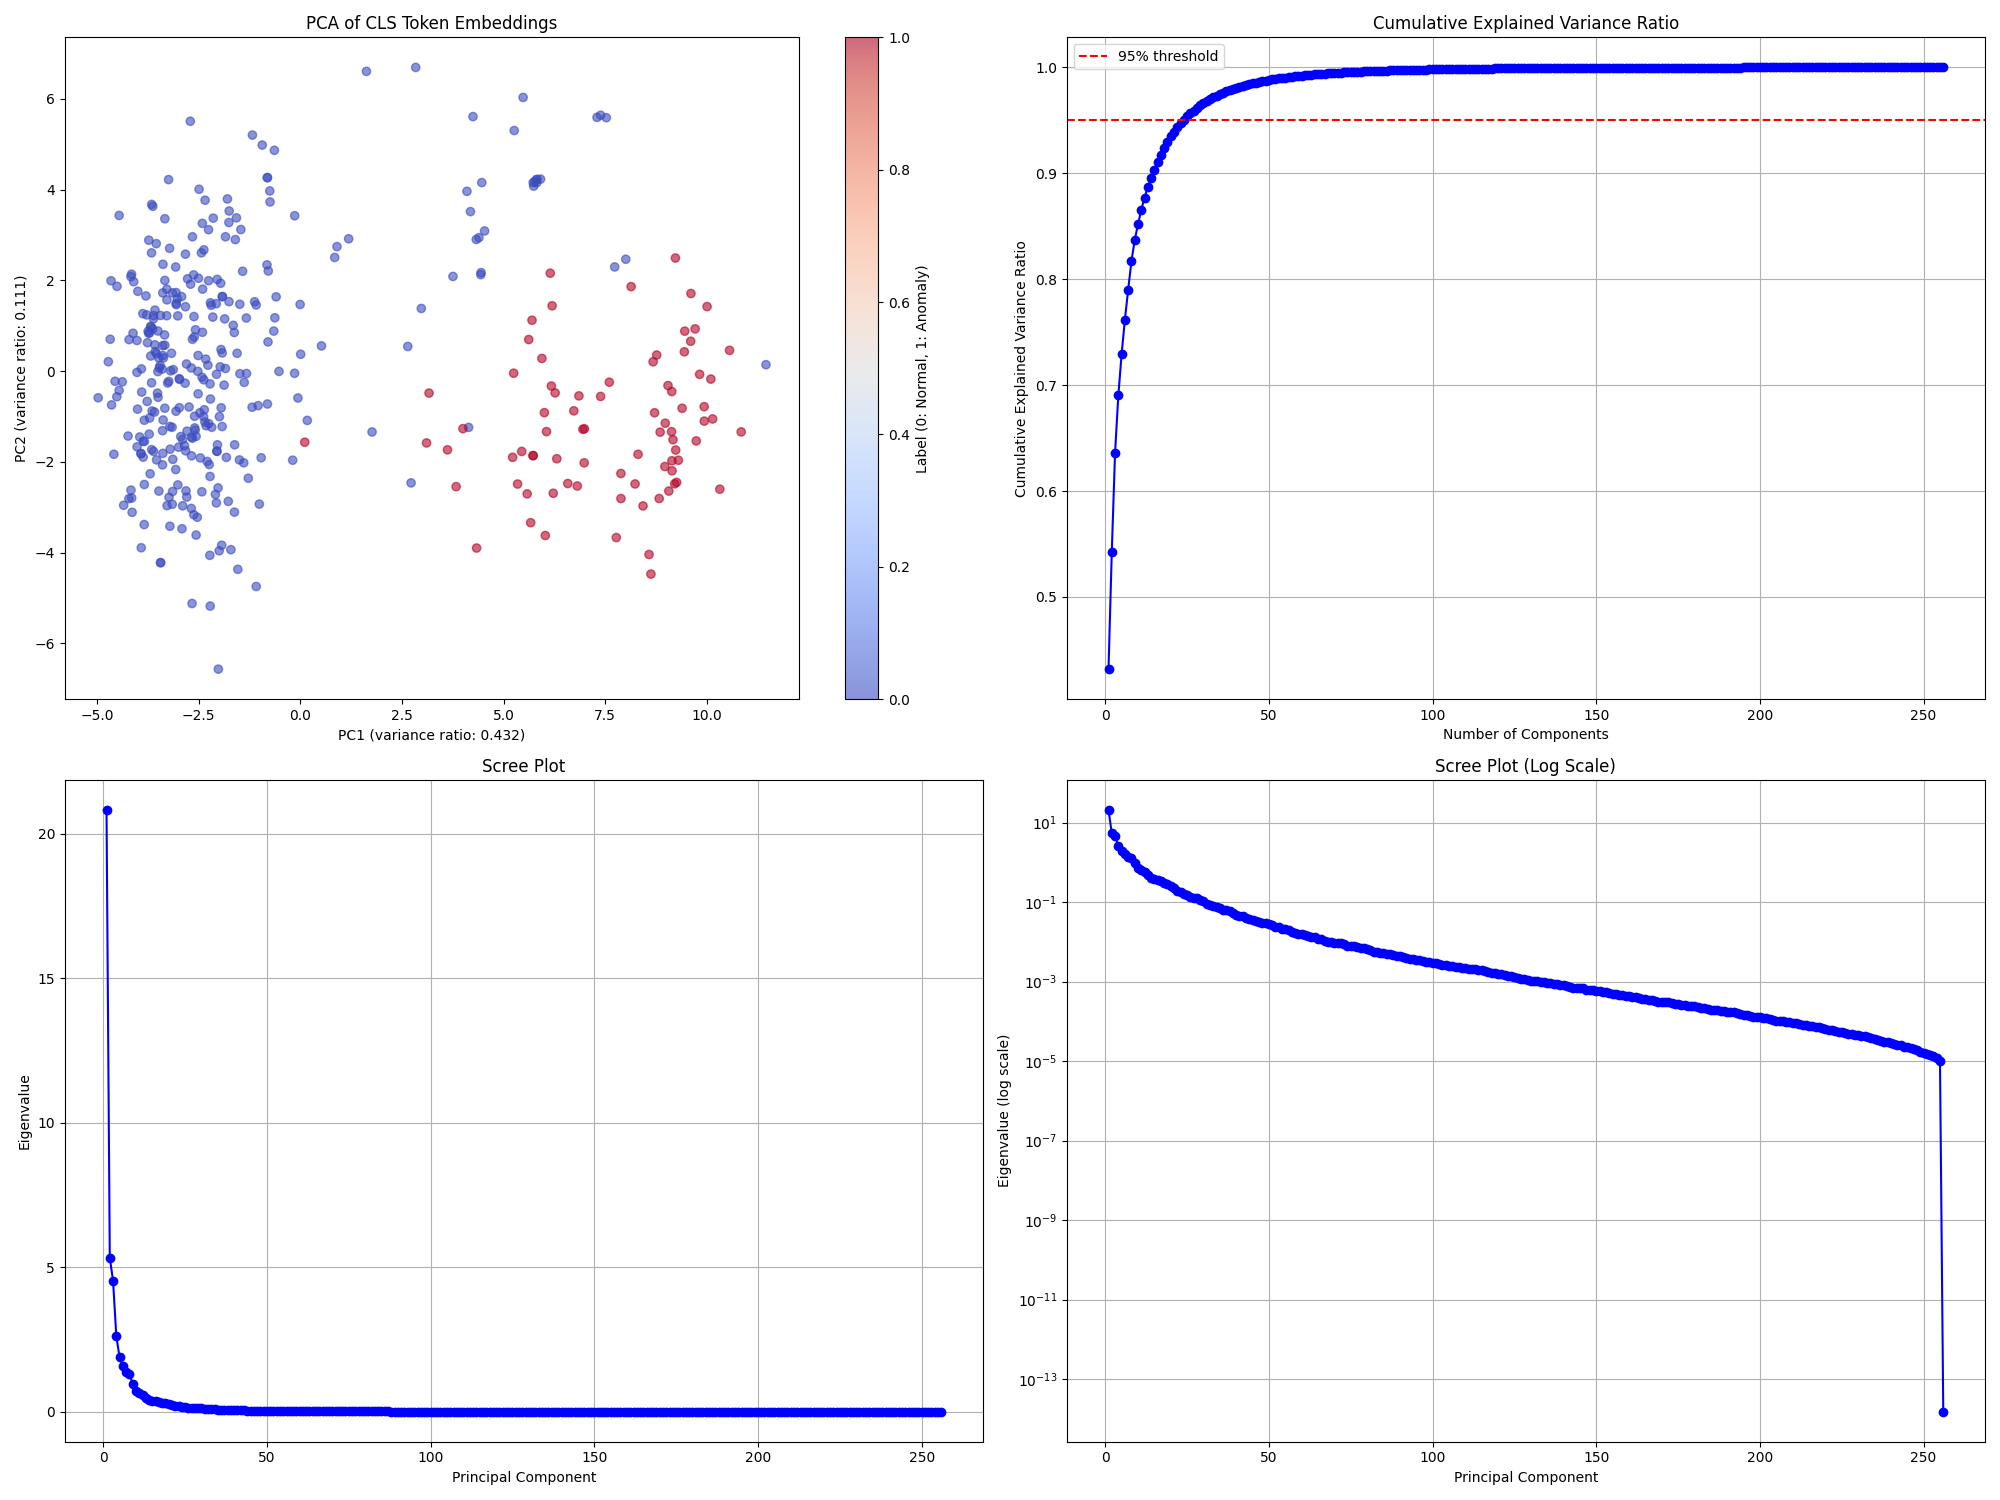 PCA of CLS Token Embeddings
6
4
2
0
−2
−4
−6
PC2 (variance ratio: 0.111)
−5.0 −2.5 0.0 2.5 5.0 7.5 10.0
PC1 (variance ratio: 0.432)
1.0
0.8
0.6
0.4
0.2
0.0
Label (0: Normal, 1: Anomaly)
Cumulative Explained Variance Ratio
95% threshold
1.0
0.9
0.8
0.7
0.6
0.5
Cumulative Explained Variance Ratio
0 50 100 150 200 250
Number of Components
Scree Plot
20
15
10
5
0
Eigenvalue
0 50 100 150 200 250
Principal Component
Scree Plot (Log Scale)
10¹
10⁻¹
10⁻³
10⁻⁵
10⁻⁷
10⁻⁹
10⁻¹¹
10⁻¹³
Eigenvalue (log scale)
0 50 100 150 200 250
Principal Component